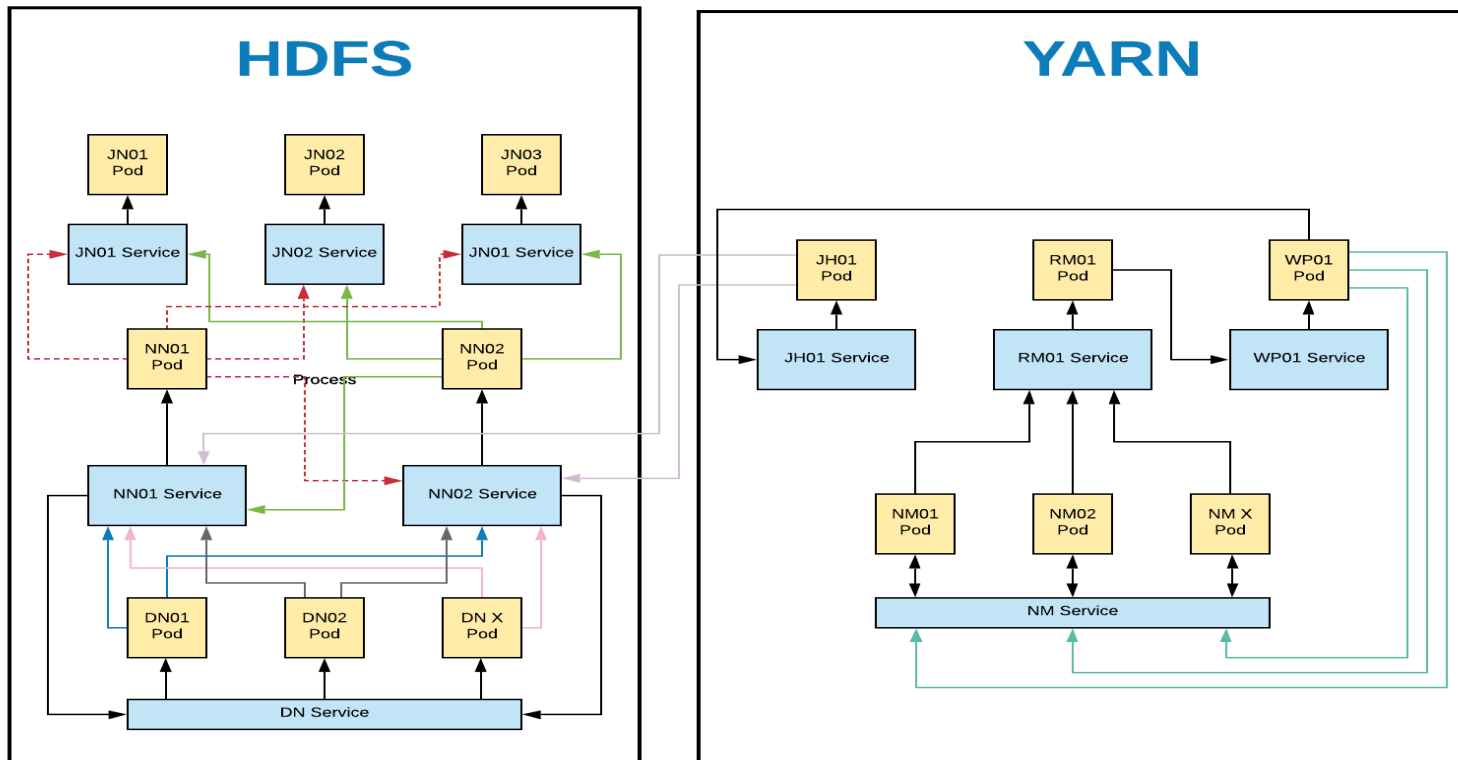 HDFS
JN01
Pod
JN02
Pod
JN03
Pod
JN01 Service
JN02 Service
JN01 Service
NN01
Pod
NN02
Pod
Process
NN01 Service
NN02 Service
DN01
Pod
DN02
Pod
DN X
Pod
DN Service
YARN
JH01
Pod
RM01
Pod
WP01
Pod
JH01 Service
RM01 Service
WP01 Service
NM01
Pod
NM02
Pod
NM X
Pod
NM Service